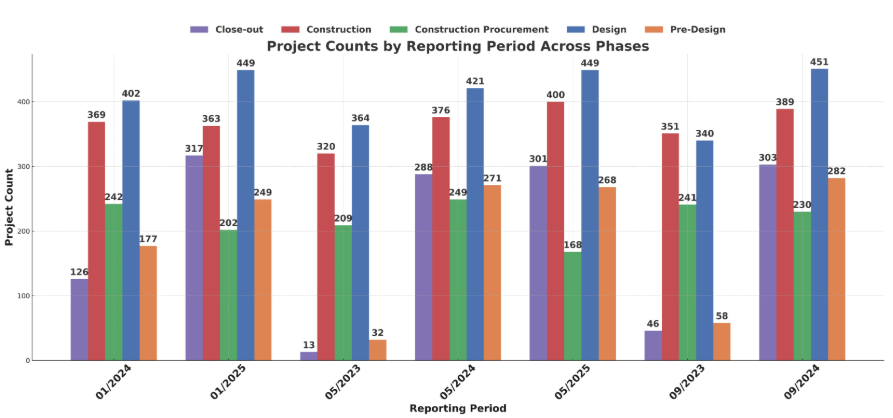 Close-out Construction Construction Procurement Design Pre-Design
Project Counts by Reporting Period Across Phases
Project Count
400
300
200
100
0
126 369 242 402 177
317 363 202 449 249
13 320 209 364 32
288 376 249 421 271
301 400 168 449 268
46 351 241 340 58
303 389 230 451 282
01/2024 01/2025 05/2023 05/2024 05/2025 09/2023 09/2024
Reporting Period